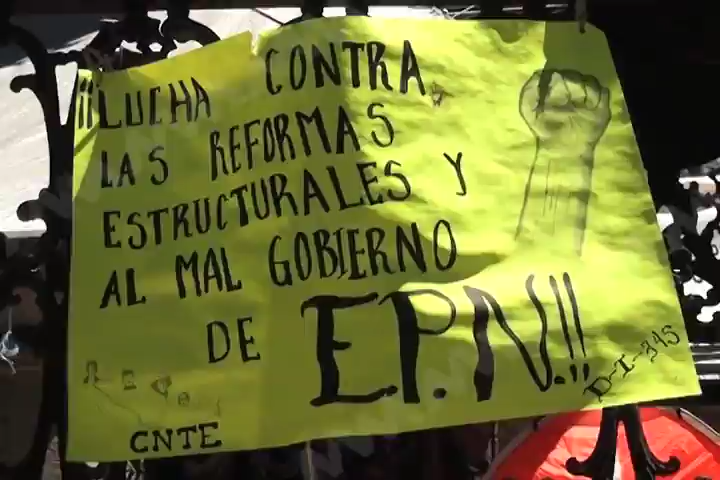 ¡¡LUCHA CONTRA
LAS REFORMAS
ESTRUCTURALES Y
AL MAL GOBIERNO
DE E.P.N.!!
D-I-345
CNTE